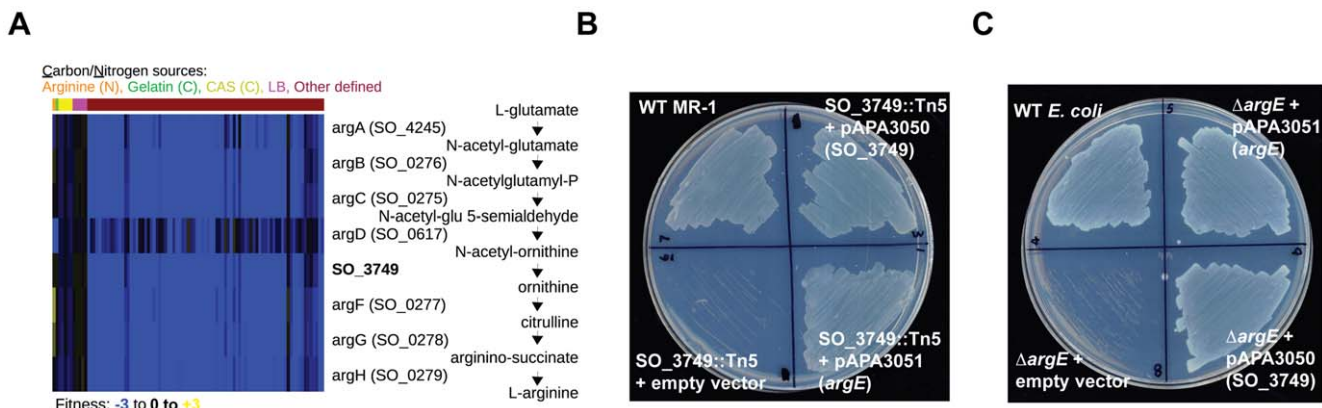 A
B
C
Carbon/Nitrogen sources:
Arginine (N), Gelatin (C), CAS (C), LB, Other defined
argA (SO_4245)
argB (SO_0276)
argC (SO_0275)
argD (SO_0617)
SO_3749
argF (SO_0277)
argG (SO_0278)
argH (SO_0279)
L-glutamate
N-acetyl-glutamate
N-acetylglutamyl-P
N-acetyl-glu 5-semialdehyde
N-acetyl-ornithine
ornithine
citrulline
arginino-succinate
L-arginine
Fitness: -3 to 0 to +3
WT MR-1
SO_3749::Tn5
+ pAPA3050
(SO_3749)
SO_3749::Tn5
+ empty vector
SO_3749::Tn5
+ pAPA3051
(argE)
WT E. coli
ΔargE +
pAPA3051
(argE)
ΔargE +
empty vector
ΔargE +
pAPA3050
(SO_3749)
5
8